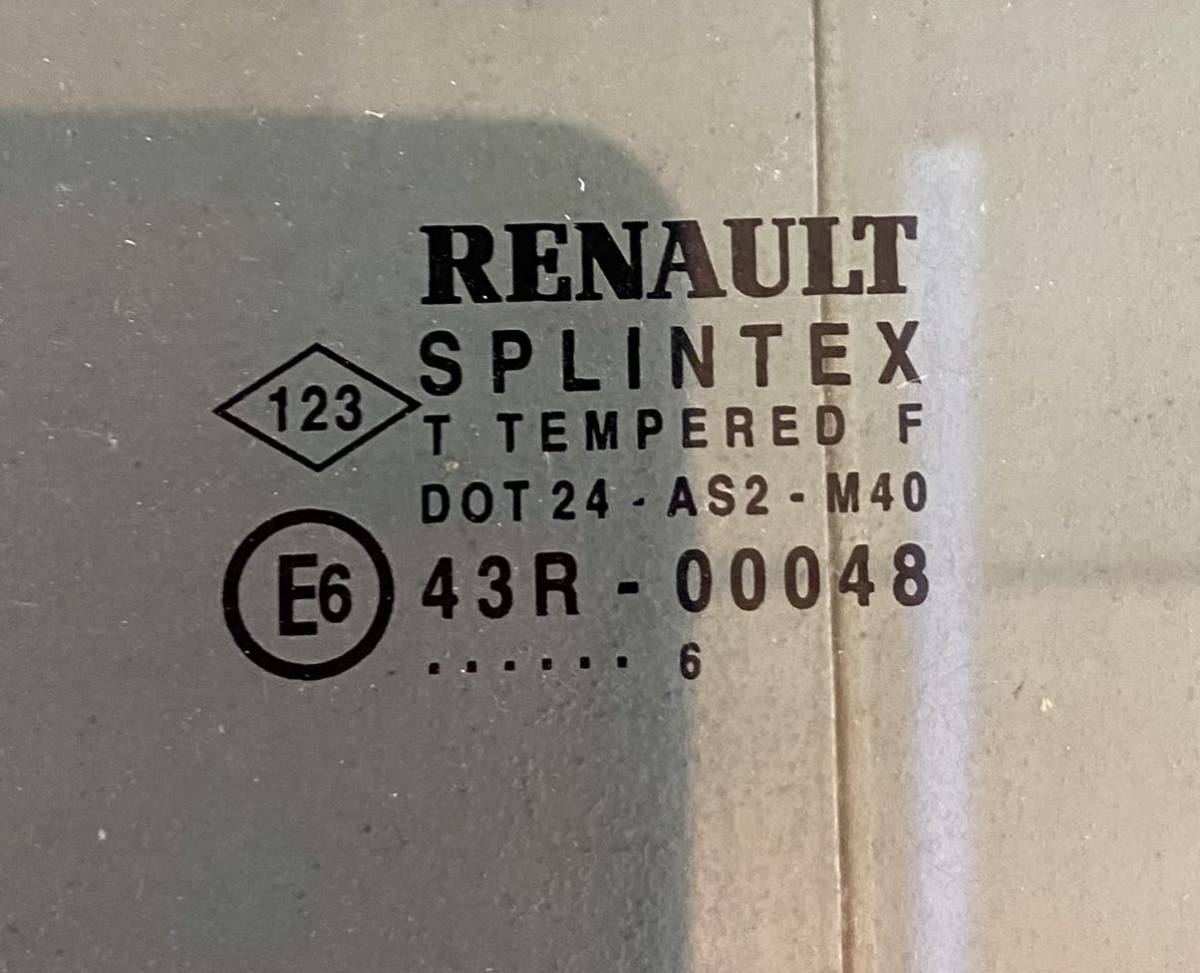 RENAULT
SPLINTEX
123
T TEMPERED F
DOT 24 - AS2 - M40
E6
43R - 00048
...... 6